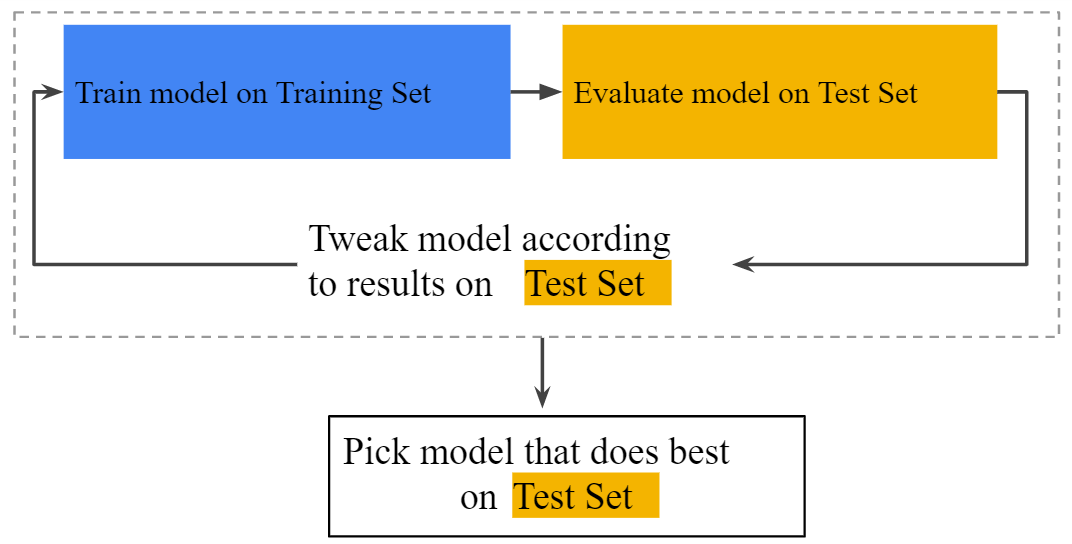 Train model on Training Set
Evaluate model on Test Set
Tweak model according
to results on Test Set
Pick model that does best
on Test Set